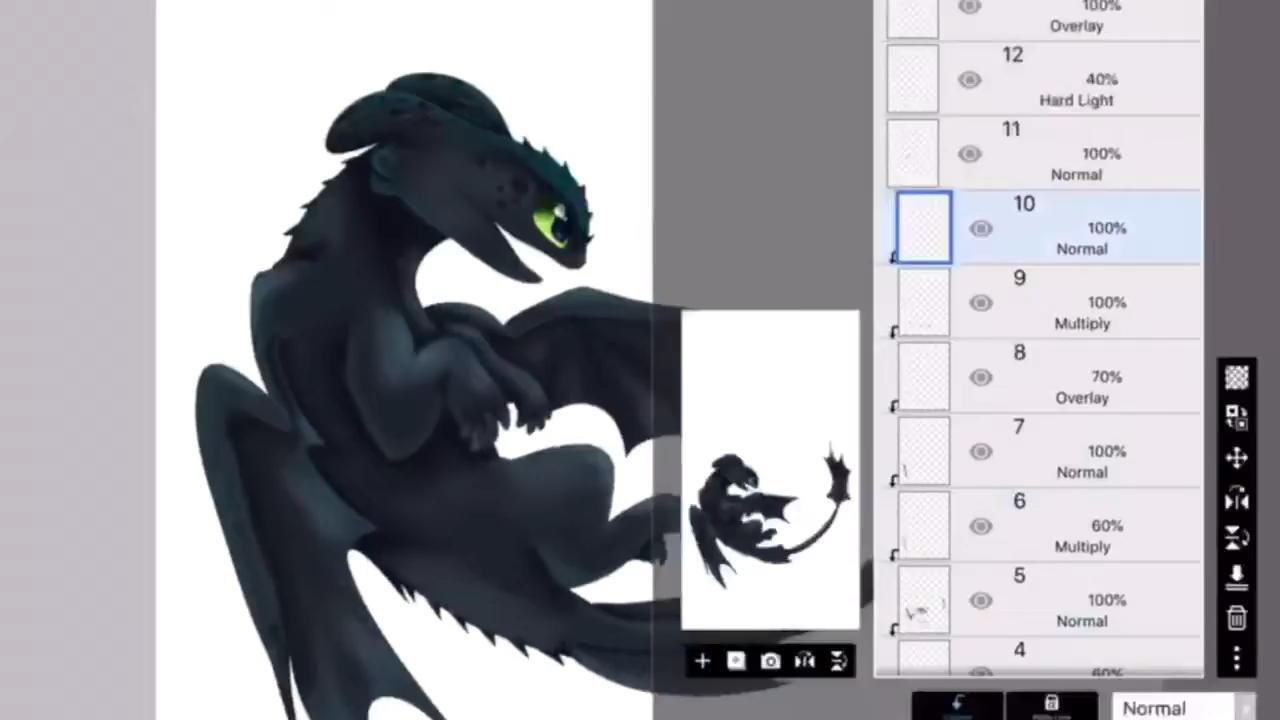 100%
Overlay
12
40%
Hard Light
11
100%
Normal
10
100%
Normal
9
100%
Multiply
8
70%
Overlay
7
100%
Normal
6
60%
Multiply
5
100%
Normal
4
60%
Normal